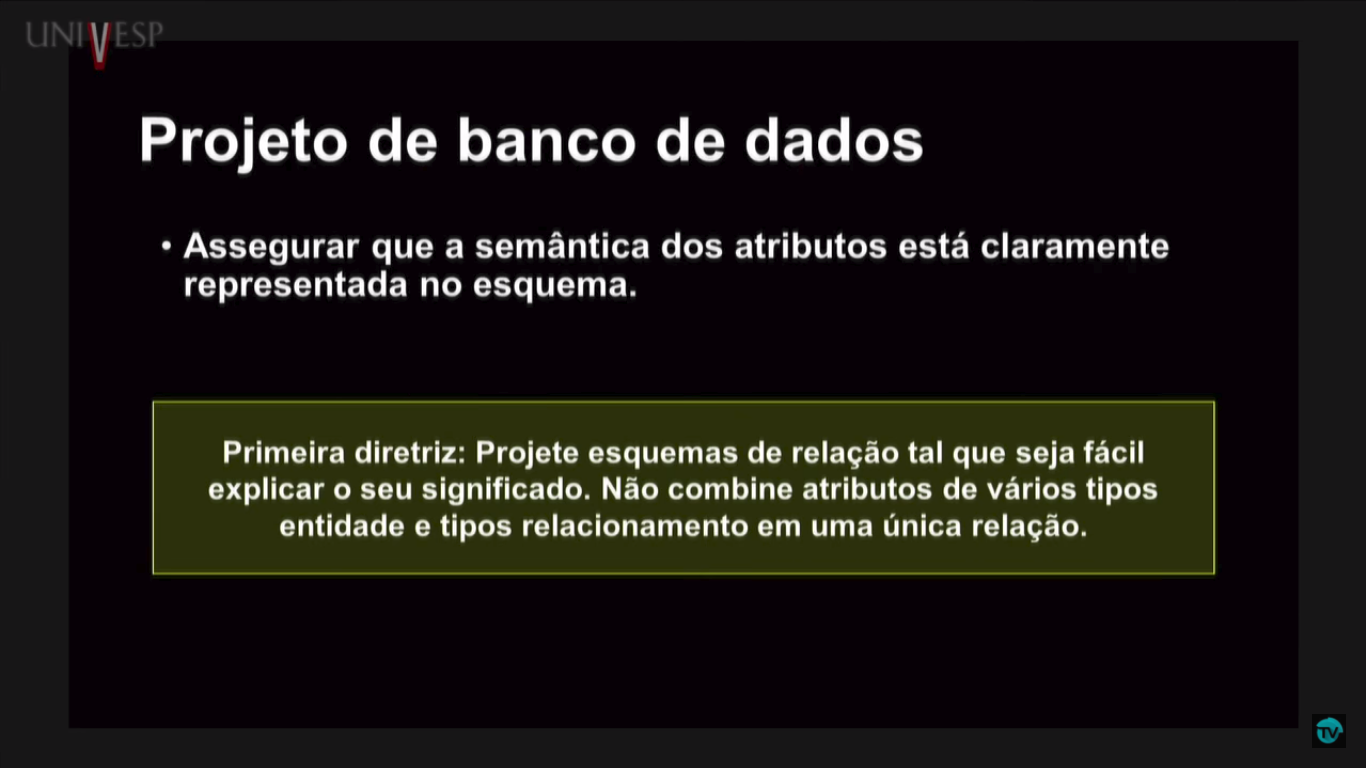 UNIVESP
Projeto de banco de dados
• Assegurar que a semântica dos atributos está claramente
representada no esquema.
Primeira diretriz: Projete esquemas de relação tal que seja fácil
explicar o seu significado. Não combine atributos de vários tipos
entidade e tipos relacionamento em uma única relação.
TV